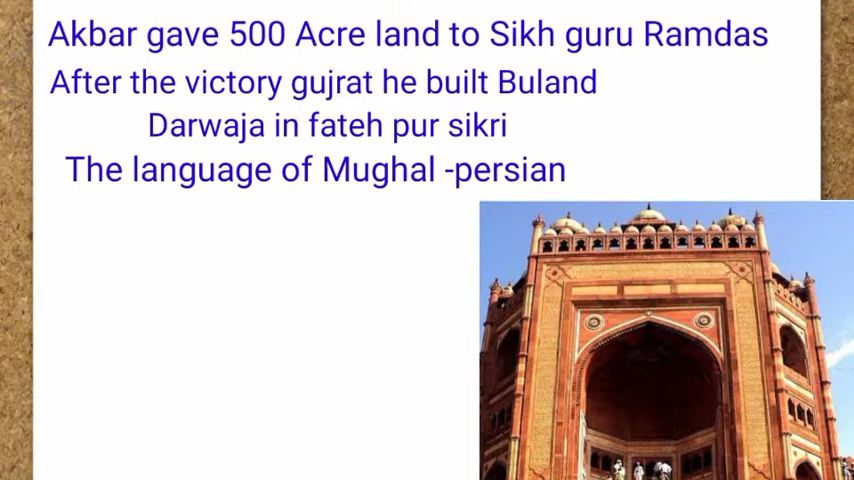 Akbar gave 500 Acre land to Sikh guru Ramdas
After the victory gujrat he built Buland
Darwaja in fateh pur sikri
The language of Mughal -persian